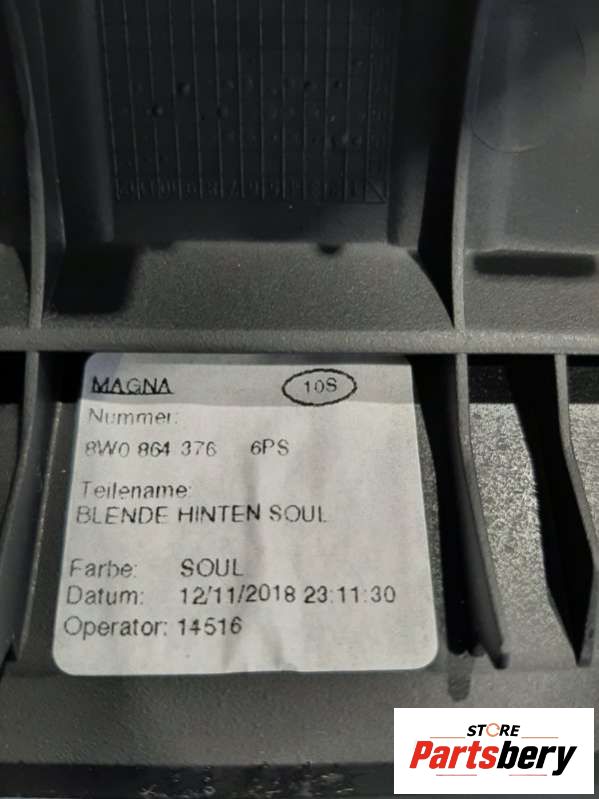 MAGNA 10S
Nummer:
8W0 864 376 6PS
Teilename:
BLENDE HINTEN SOUL
Farbe: SOUL
Datum: 12/11/2018 23:11:30
Operator: 14516
STORE
Partsbery